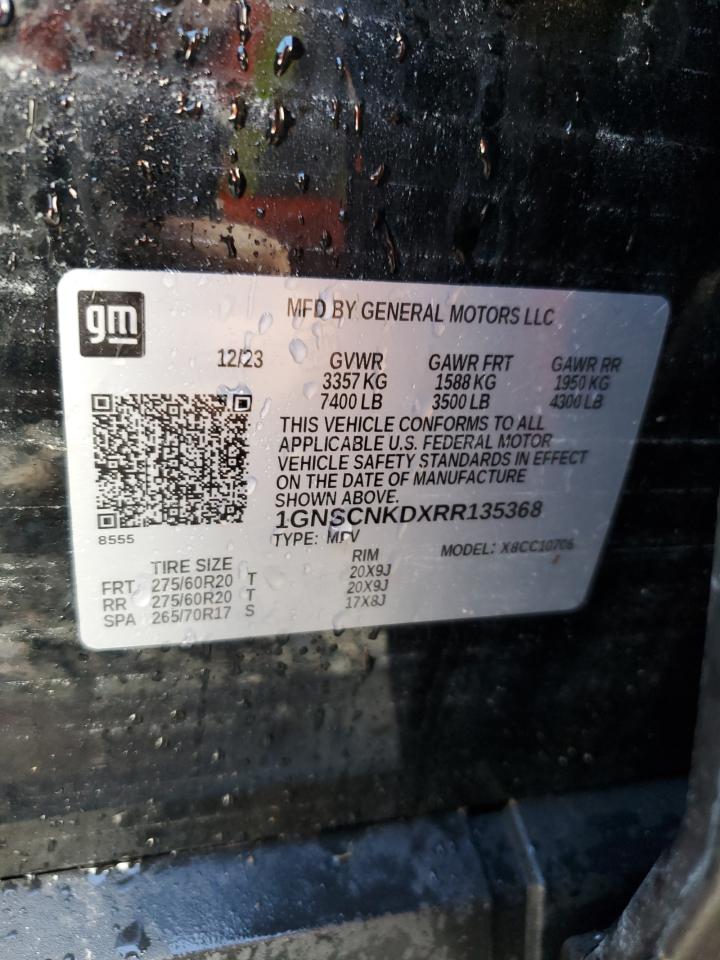 gm
MFD BY GENERAL MOTORS LLC
12/23 GVWR GAWR FRT GAWR RR
3357 KG 1588 KG 1950 KG
7400 LB 3500 LB 4300 LB
THIS VEHICLE CONFORMS TO ALL
APPLICABLE U.S. FEDERAL MOTOR
VEHICLE SAFETY STANDARDS IN EFFECT
ON THE DATE OF MANUFACTURE
SHOWN ABOVE.
1GNSCNKDXRR135368
8555
TYPE: MPV MODEL: X8CC10706
TIRE SIZE RIM
FRT 275/60R20 T 20X9J
RR 275/60R20 T 20X9J
SPA 265/70R17 S 17X8J